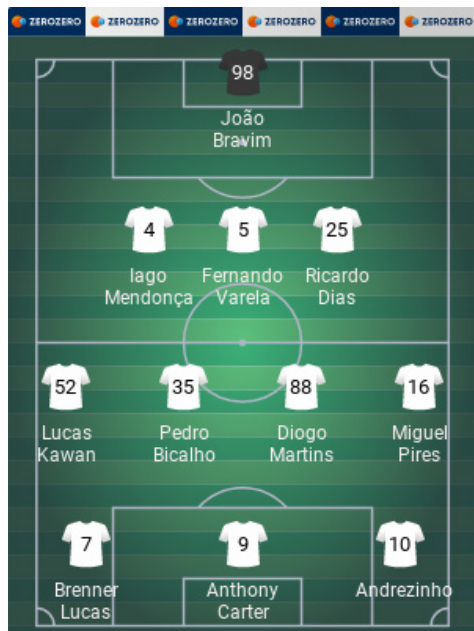 ZEROZERO ZEROZERO ZEROZERO ZEROZERO ZEROZERO ZEROZERO
98
João
Bravim
4 5 25
Iago Fernando Ricardo
Mendonça Varela Dias
52 35 88 16
Lucas Pedro Diogo Miguel
Kawan Bicalho Martins Pires
7 9 10
Brenner Anthony Andrezinho
Lucas Carter